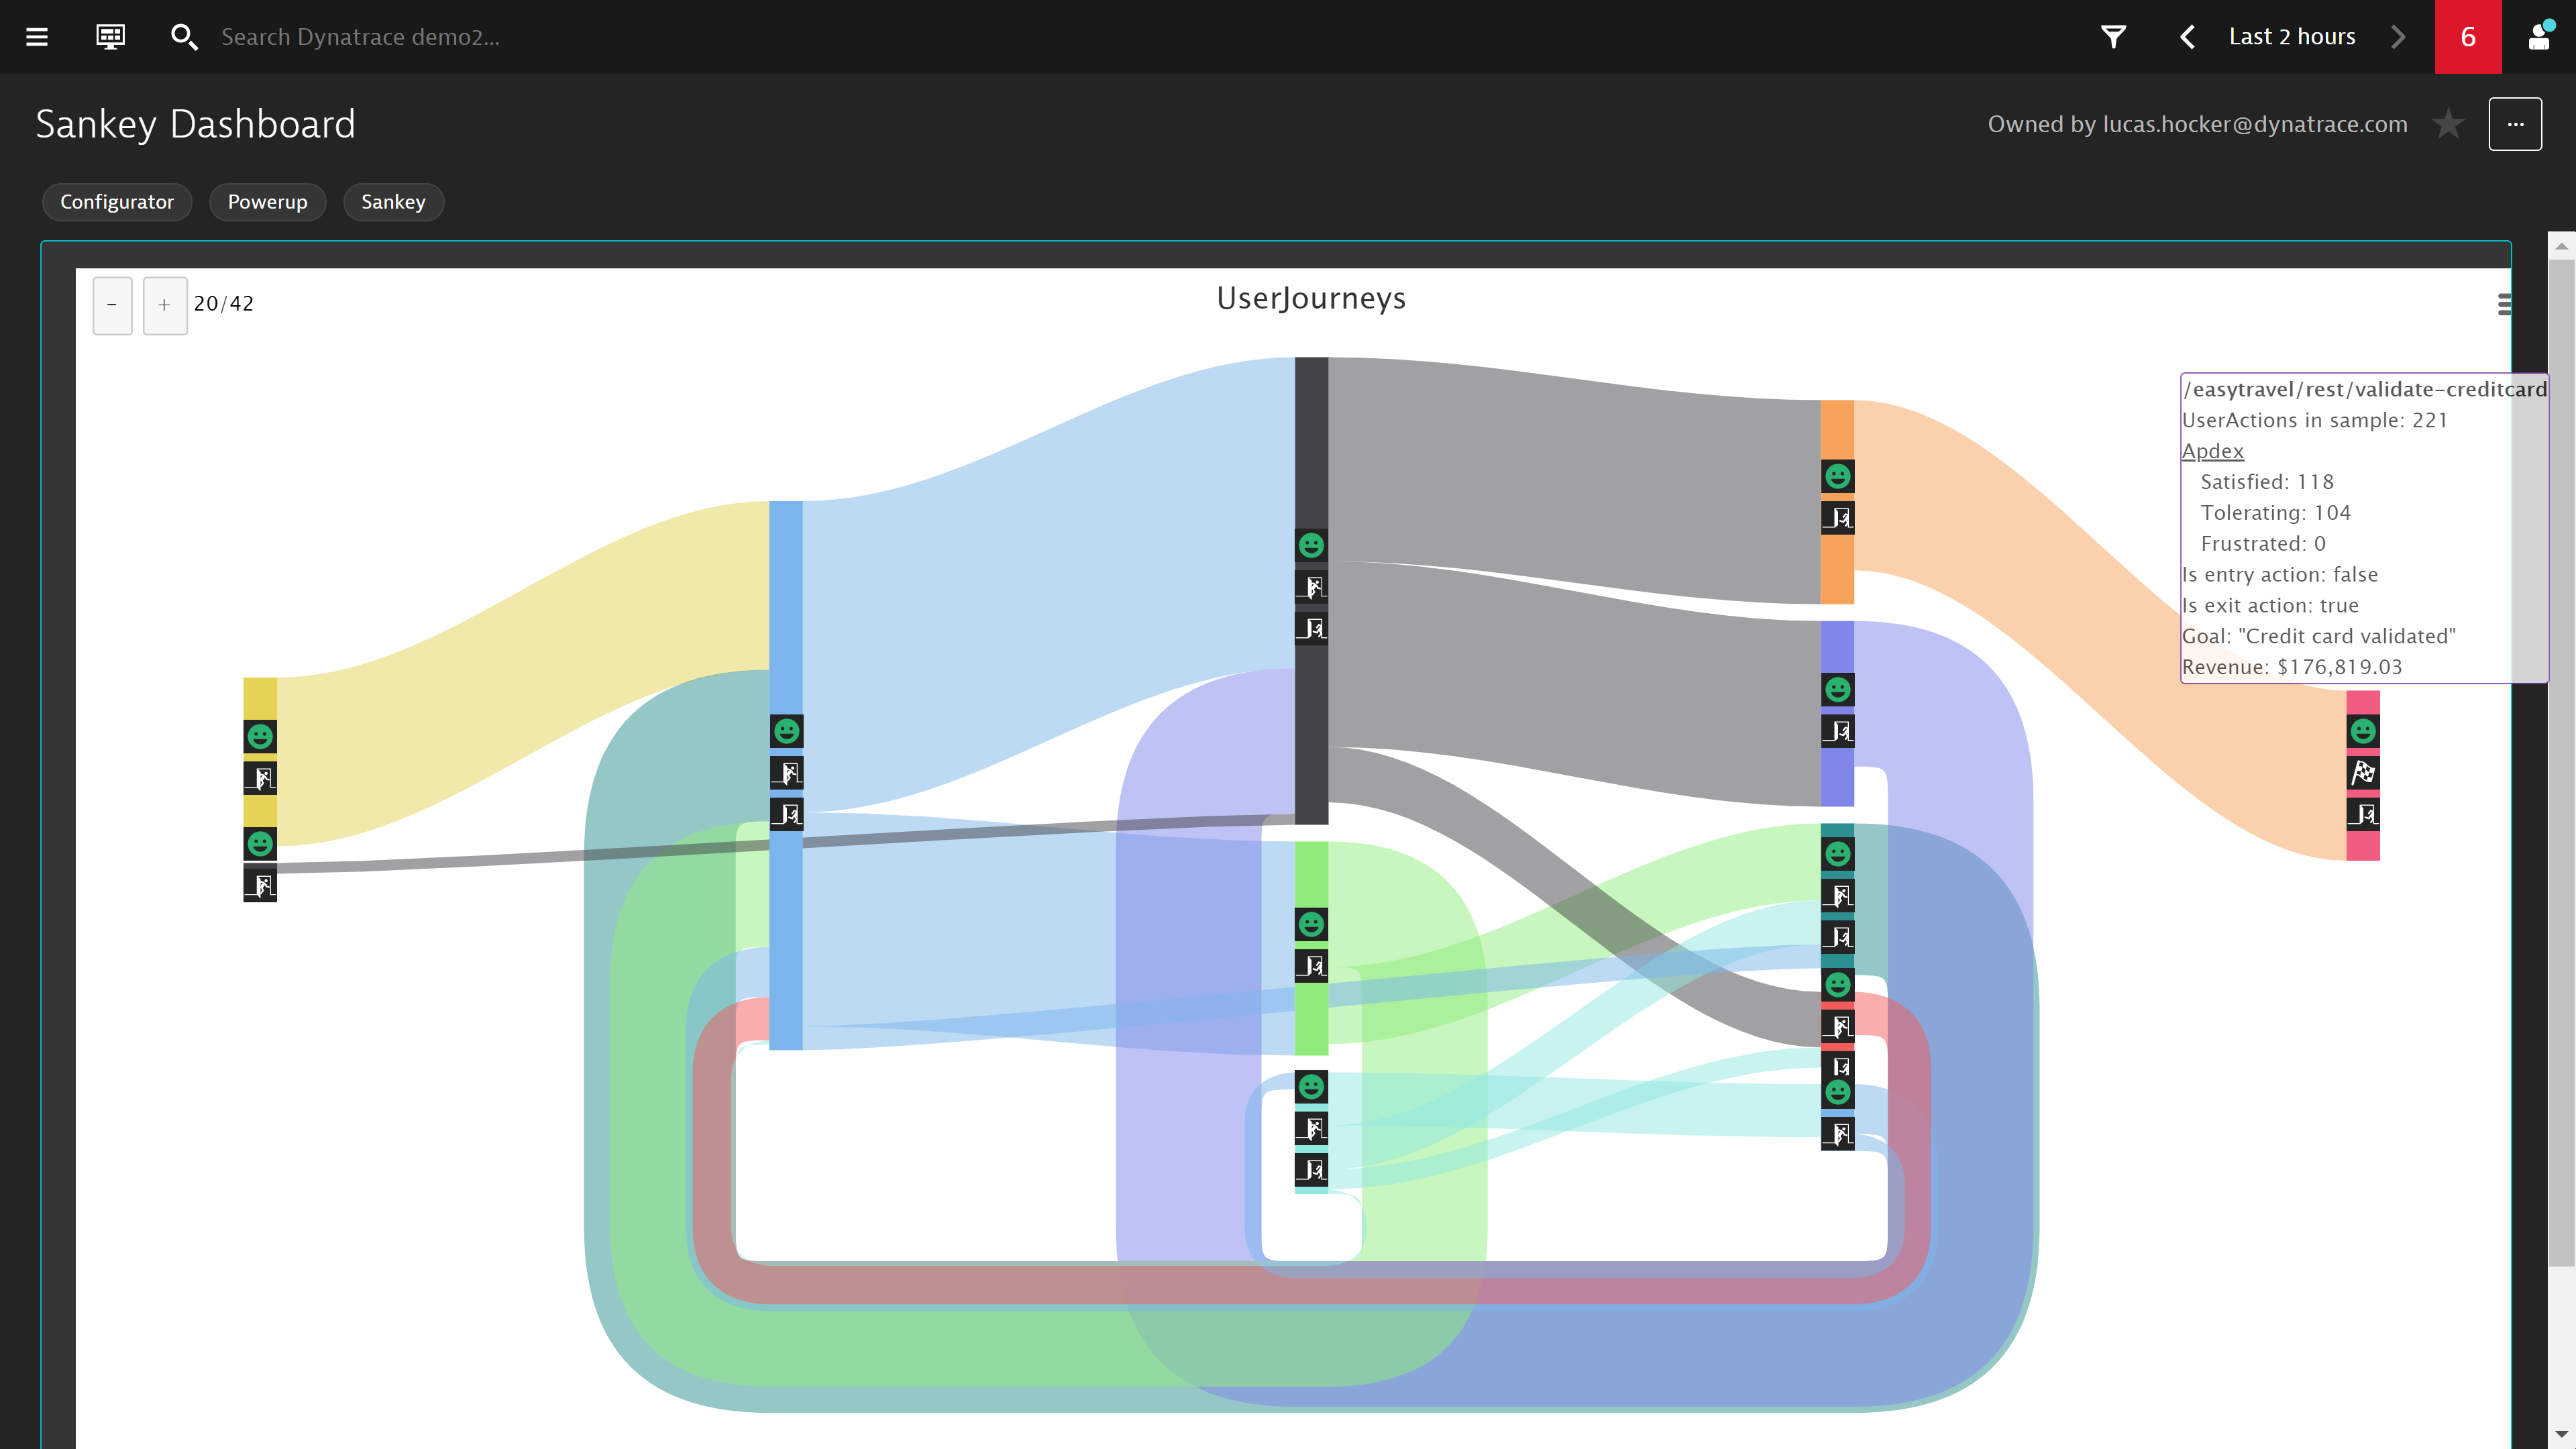 Search Dynatrace demo2...
Last 2 hours
6
Sankey Dashboard
Owned by lucas.hocker@dynatrace.com
...
Configurator
Powerup
Sankey
- + 20/42
UserJourneys
/easytravel/rest/validate-creditcard
UserActions in sample: 221
Apdex
Satisfied: 118
Tolerating: 104
Frustrated: 0
Is entry action: false
Is exit action: true
Goal: "Credit card validated"
Revenue: $176,819.03